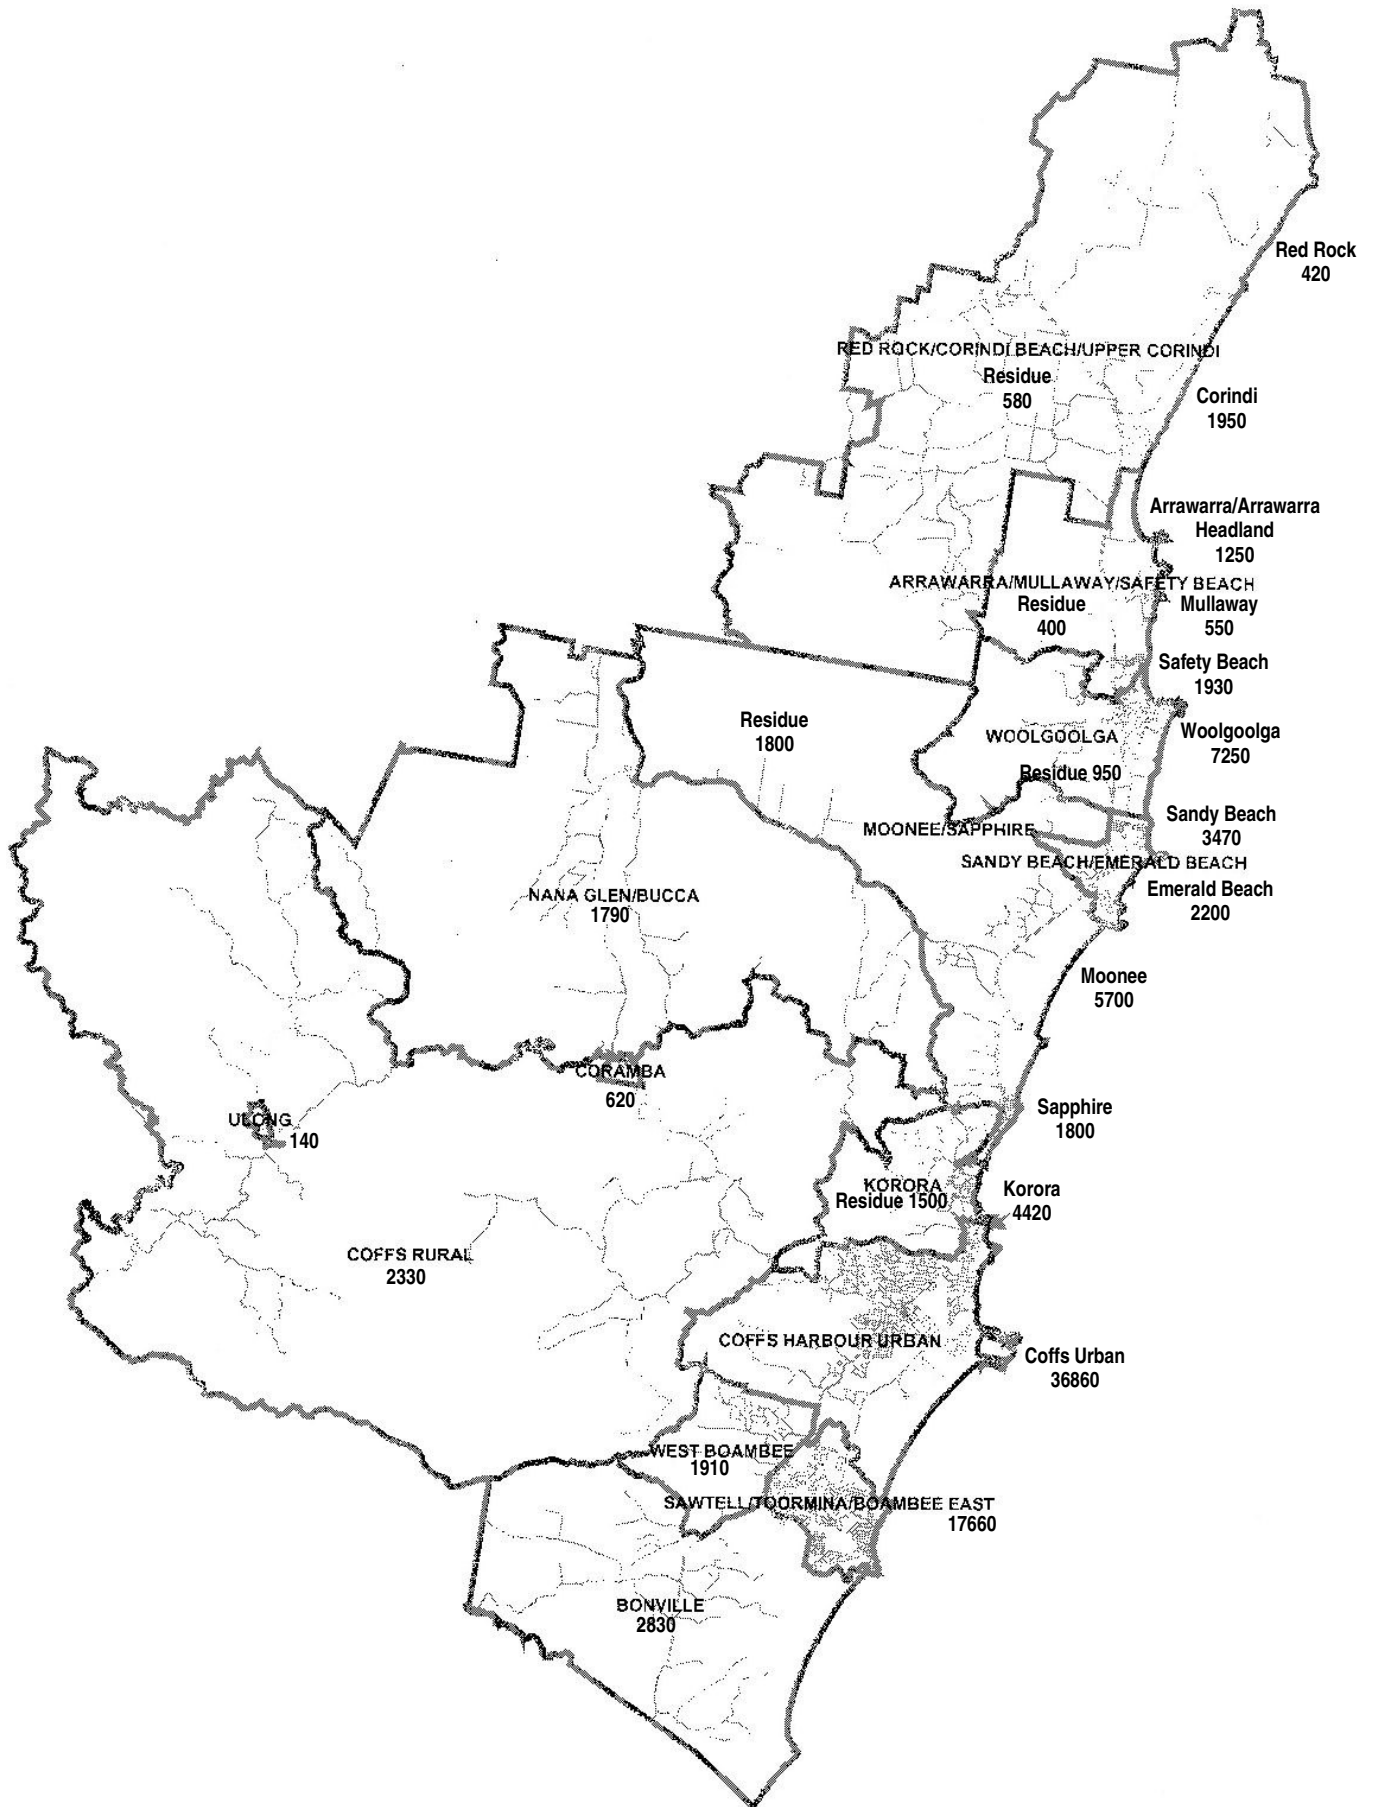 Red Rock
420
RED ROCK/CORINDI BEACH/UPPER CORINDI
Residue
580
Corindi
1950
Arrawarra/Arrawarra
Headland
1250
ARRAWARRA/MULLAWAY/SAFETY BEACH
Residue
400
Mullaway
550
Safety Beach
1930
Residue
1800
WOOLGOOLGA
Residue 950
Woolgoolga
7250
Sandy Beach
3470
MOONEE/SAPPHIRE
SANDY BEACH/EMERALD BEACH
Emerald Beach
2200
NANA GLEN/BUCCA
1790
Moonee
5700
CORAMBA
620
ULONG
140
Sapphire
1800
KORORA
Residue 1500
Korora
4420
COFFS RURAL
2330
COFFS HARBOUR URBAN
Coffs Urban
36860
WEST BOAMBEE
1910
SAWTELL/TOORMINA/BOAMBEE EAST
17660
BONVILLE
2830